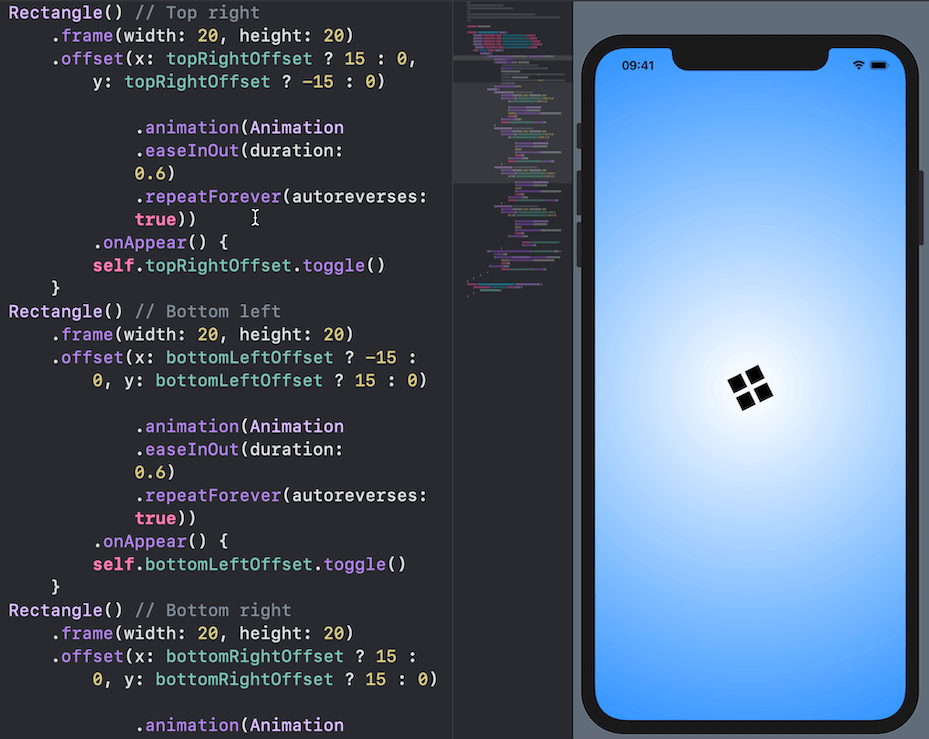 Rectangle() // Top right
.frame(width: 20, height: 20)
.offset(x: topRightOffset ? 15 : 0,
y: topRightOffset ? −15 : 0)
.animation(Animation
.easeInOut(duration:
0.6)
.repeatForever(autoreverses:
true))
.onAppear() {
self.topRightOffset.toggle()
}
Rectangle() // Bottom left
.frame(width: 20, height: 20)
.offset(x: bottomLeftOffset ? −15 :
0, y: bottomLeftOffset ? 15 : 0)
.animation(Animation
.easeInOut(duration:
0.6)
.repeatForever(autoreverses:
true))
.onAppear() {
self.bottomLeftOffset.toggle()
}
Rectangle() // Bottom right
.frame(width: 20, height: 20)
.offset(x: bottomRightOffset ? 15 :
0, y: bottomRightOffset ? 15 : 0)
.animation(Animation
09:41